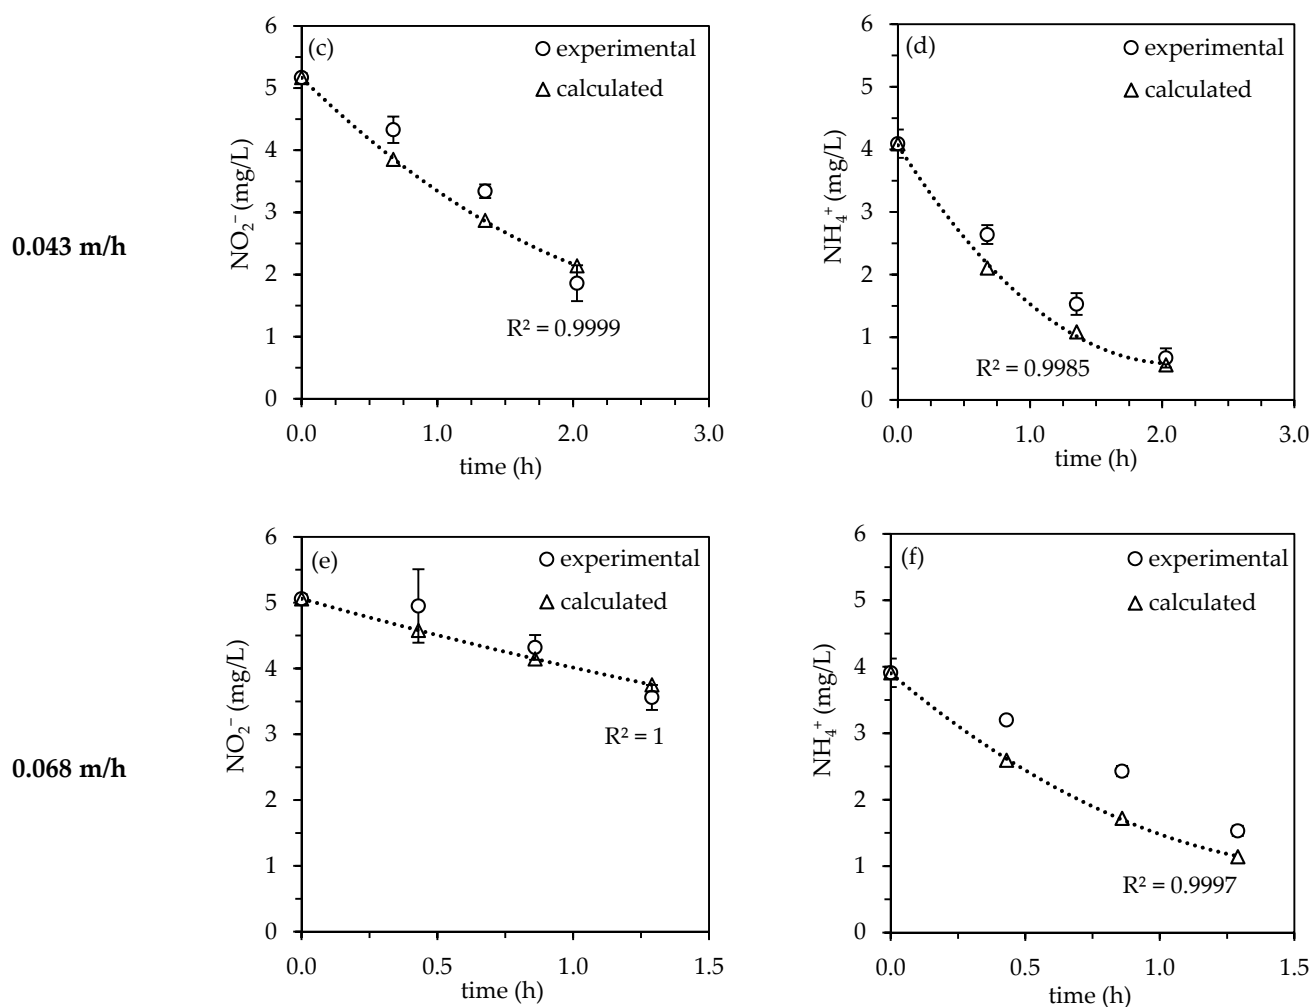 (c)
experimental
calculated
NO₂⁻ (mg/L)
6
5
4
3
2
1
0
R² = 0.9999
0.0
1.0
2.0
3.0
time (h)
(d)
experimental
calculated
NH₄⁺ (mg/L)
6
5
4
3
2
1
0
R² = 0.9985
0.0
1.0
2.0
3.0
time (h)
0.043 m/h
(e)
experimental
calculated
NO₂⁻ (mg/L)
6
5
4
3
2
1
0
R² = 1
0.0
0.5
1.0
1.5
time (h)
(f)
experimental
calculated
NH₄⁺ (mg/L)
6
5
4
3
2
1
0
R² = 0.9997
0.0
0.5
1.0
1.5
time (h)
0.068 m/h